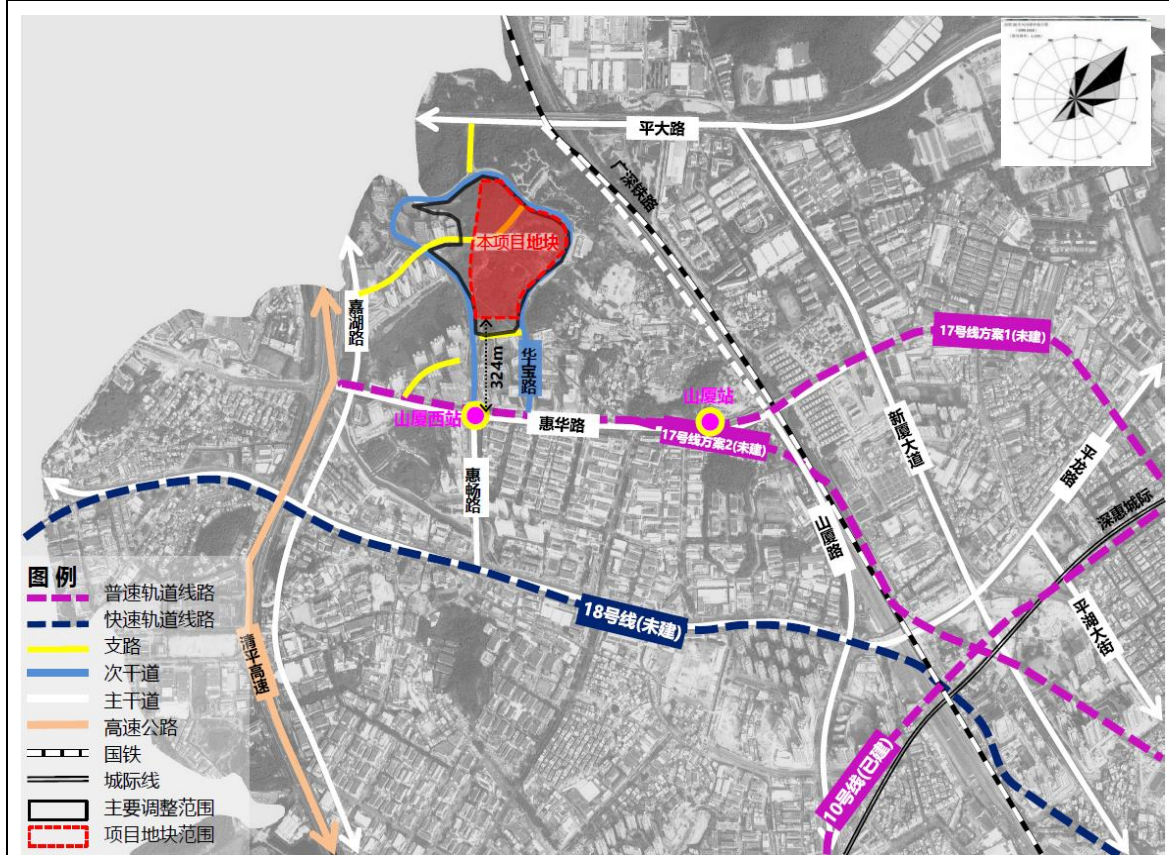 平大路
广深铁路
本项目地块
嘉湖路
324m
华宝路
17号线方案1(未建)
山厦西站
山厦站
惠华路
17号线方案2(未建)
新厦大道
平龙路
惠畅路
山厦路
深惠城际
18号线(未建)
平湖大街
清平高速
10号线(已建)
图 例
普速轨道线路
快速轨道线路
支路
次干道
主干道
高速公路
国铁
城际线
主要调整范围
项目地块范围